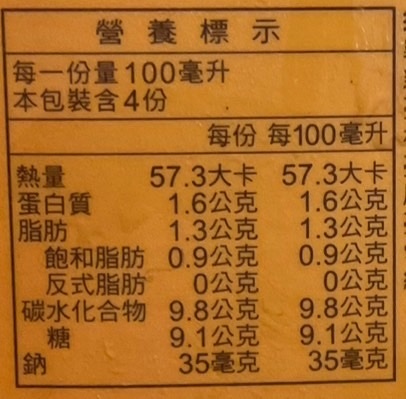 營養標示
每一份量100毫升
本包裝含4份
每份 每100毫升
熱量 57.3大卡 57.3大卡
蛋白質 1.6公克 1.6公克
脂肪 1.3公克 1.3公克
飽和脂肪 0.9公克 0.9公克
反式脂肪 0公克 0公克
碳水化合物 9.8公克 9.8公克
糖 9.1公克 9.1公克
鈉 35毫克 35毫克